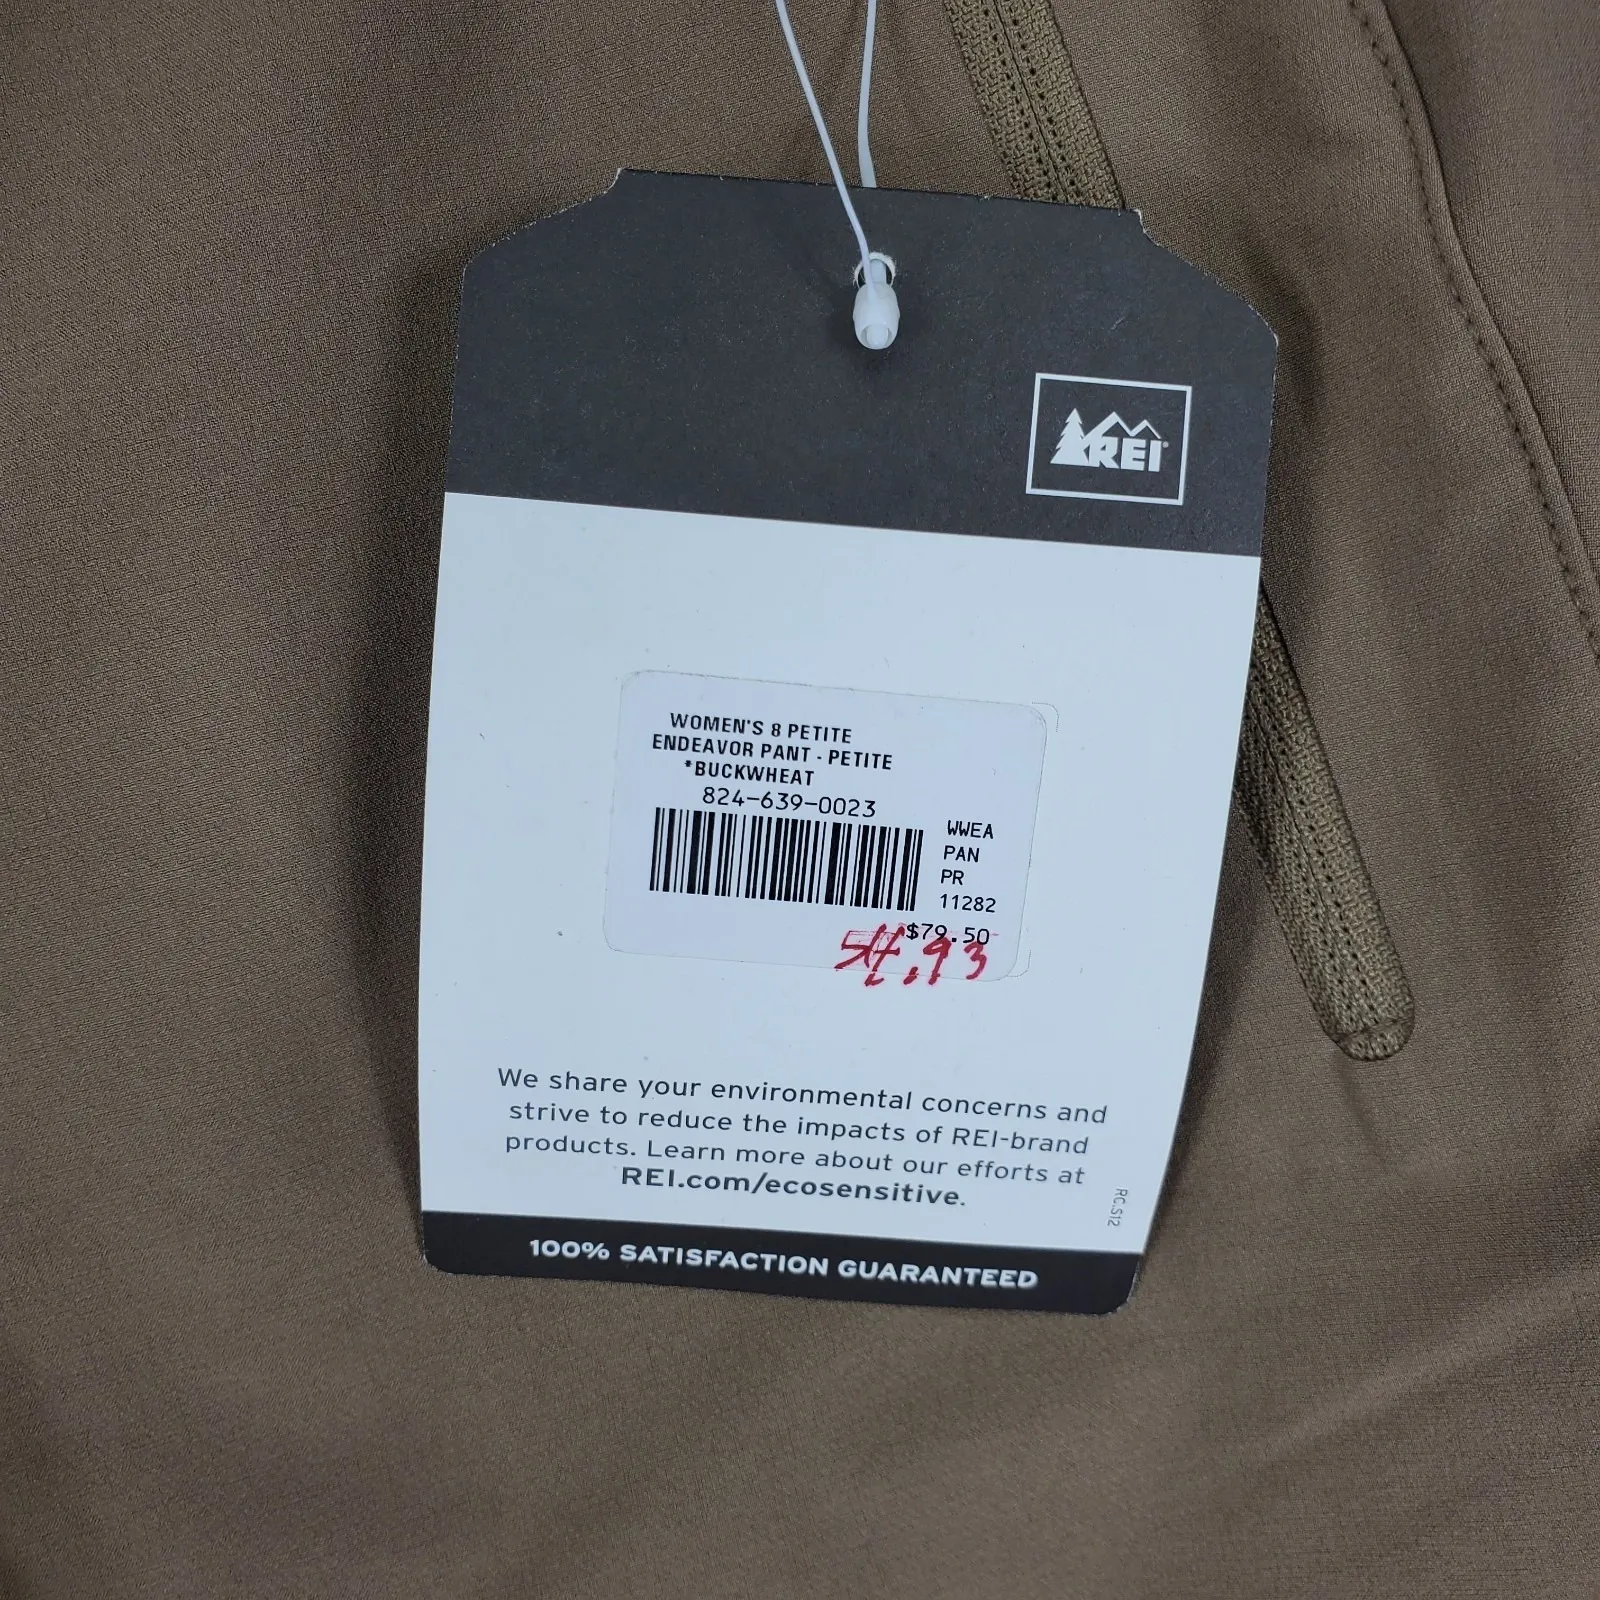 REI
WOMEN'S 8 PETITE
ENDEAVOR PANT - PETITE
*BUCKWHEAT
824-639-0023
WWEA
PAN
PR
11282
$79.50
54.93
We share your environmental concerns and
strive to reduce the impacts of REI-brand
products. Learn more about our efforts at
REI.com/ecosensitive.
RC.S12
100% SATISFACTION GUARANTEED